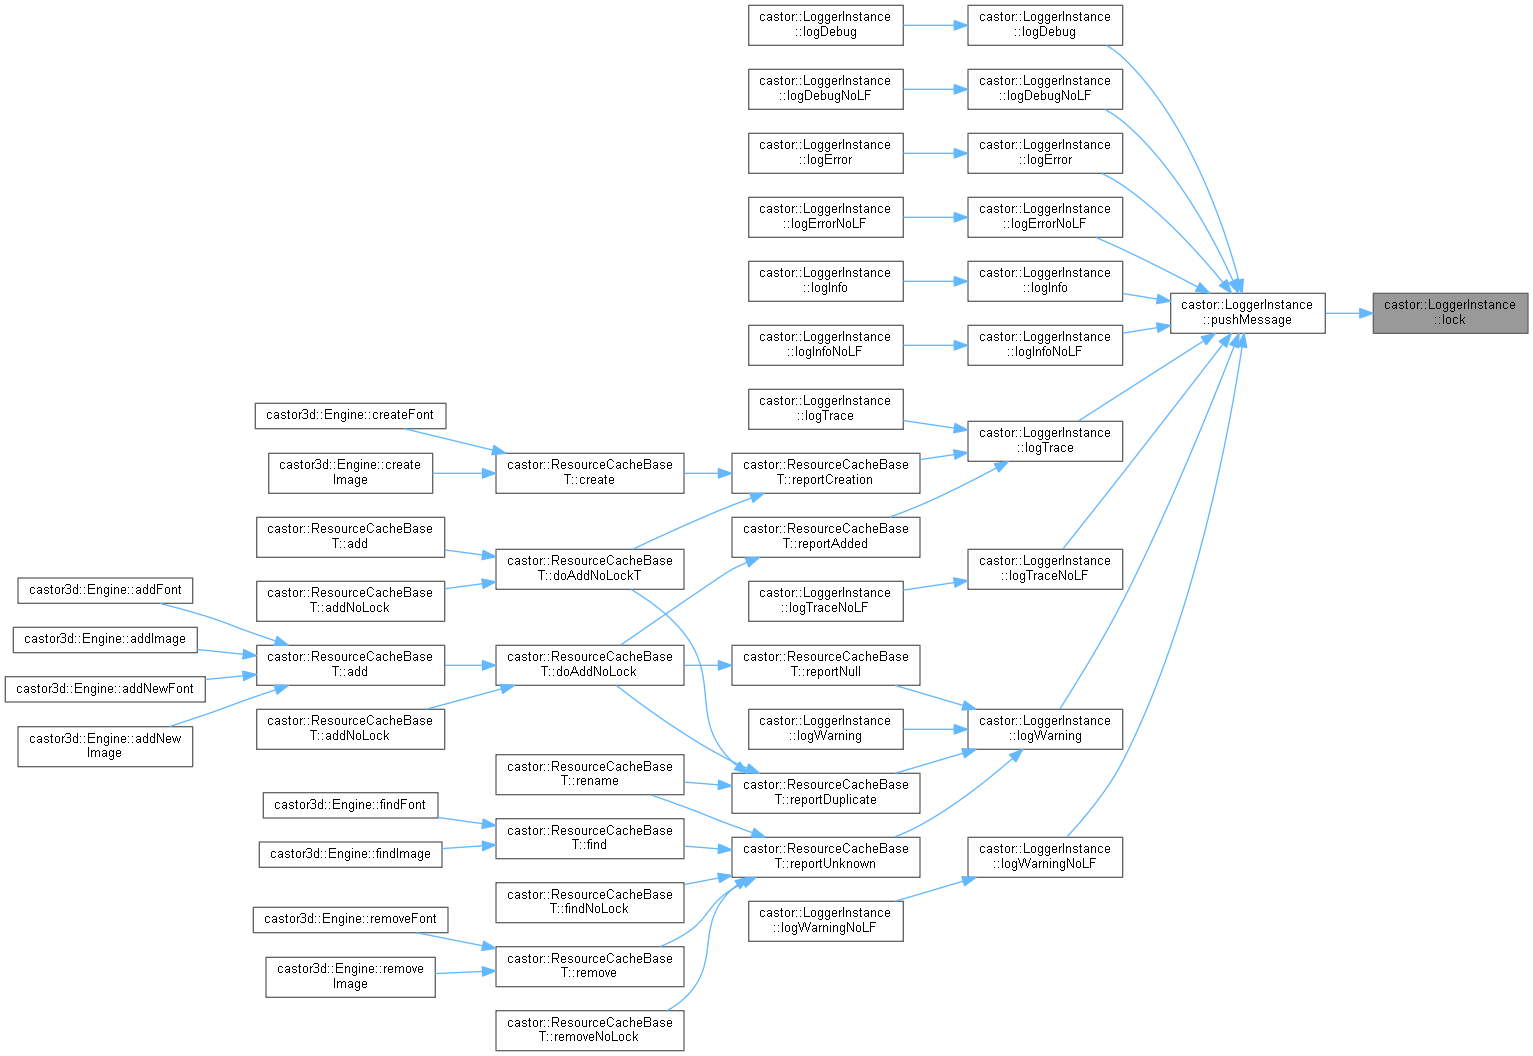 castor::LoggerInstance
::logDebug
castor::LoggerInstance
::logDebug
castor::LoggerInstance
::logDebugNoLF
castor::LoggerInstance
::logDebugNoLF
castor::LoggerInstance
::logError
castor::LoggerInstance
::logError
castor::LoggerInstance
::logErrorNoLF
castor::LoggerInstance
::logErrorNoLF
castor::LoggerInstance
::logInfo
castor::LoggerInstance
::logInfo
castor::LoggerInstance
::pushMessage
castor::LoggerInstance
::lock
castor::LoggerInstance
::logInfoNoLF
castor::LoggerInstance
::logInfoNoLF
castor::LoggerInstance
::logTrace
castor3d::Engine::createFont
castor::LoggerInstance
::logTrace
castor3d::Engine::create
Image
castor::ResourceCacheBase
T::create
castor::ResourceCacheBase
T::reportCreation
castor::ResourceCacheBase
T::add
castor::ResourceCacheBase
T::reportAdded
castor::ResourceCacheBase
T::doAddNoLockT
castor::LoggerInstance
::logTraceNoLF
castor3d::Engine::addFont
castor::ResourceCacheBase
T::addNoLock
castor::LoggerInstance
::logTraceNoLF
castor3d::Engine::addImage
castor::ResourceCacheBase
T::add
castor::ResourceCacheBase
T::doAddNoLock
castor::ResourceCacheBase
T::reportNull
castor3d::Engine::addNewFont
castor3d::Engine::addNew
Image
castor::ResourceCacheBase
T::addNoLock
castor::LoggerInstance
::logWarning
castor::LoggerInstance
::logWarning
castor::ResourceCacheBase
T::rename
castor::ResourceCacheBase
T::reportDuplicate
castor3d::Engine::findFont
castor::ResourceCacheBase
T::find
castor3d::Engine::findImage
castor::ResourceCacheBase
T::reportUnknown
castor::LoggerInstance
::logWarningNoLF
castor::ResourceCacheBase
T::findNoLock
castor::LoggerInstance
::logWarningNoLF
castor3d::Engine::removeFont
castor::ResourceCacheBase
T::remove
castor3d::Engine::remove
Image
castor::ResourceCacheBase
T::removeNoLock